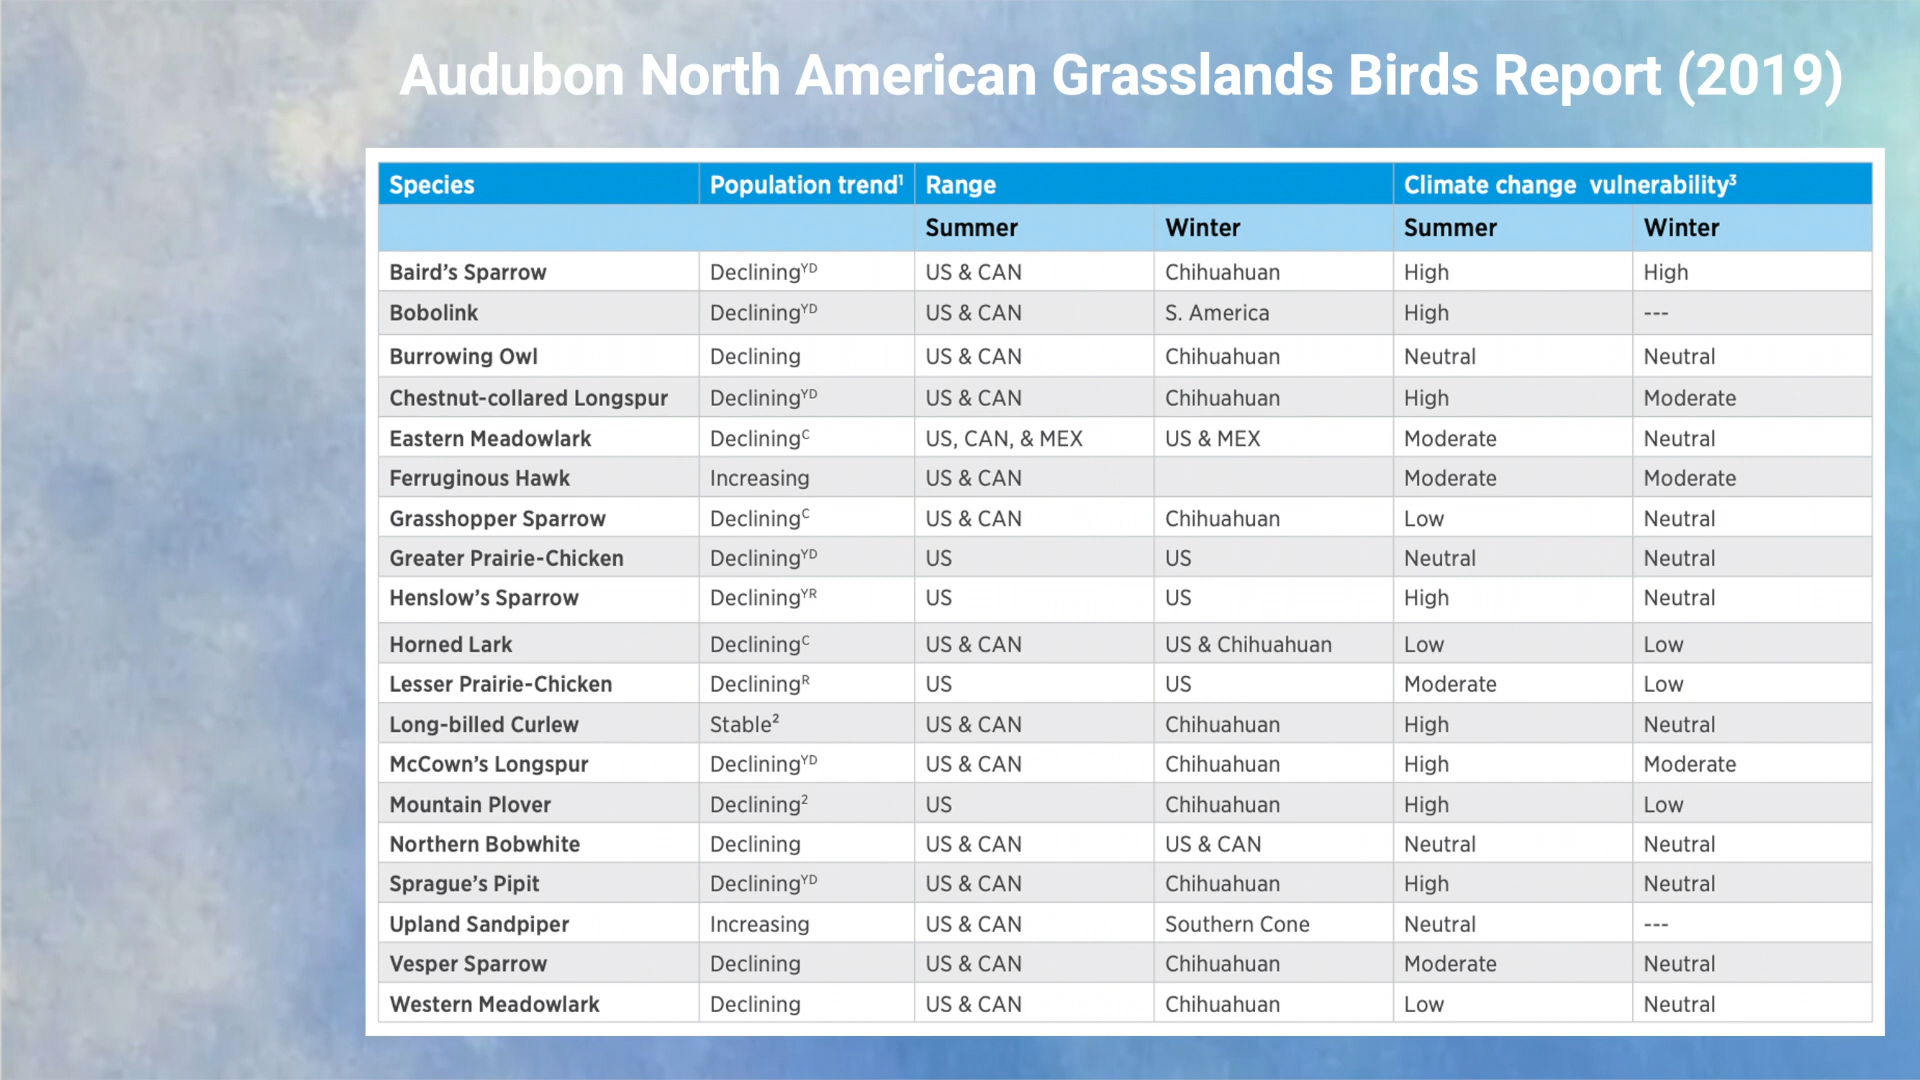 Audubon North American Grasslands Birds Report (2019)
Species Population trend¹ Range Climate change vulnerability³
Summer Winter Summer Winter
Baird’s Sparrow Declining^YD US & CAN Chihuahuan High High
Bobolink Declining^YD US & CAN S. America High ---
Burrowing Owl Declining US & CAN Chihuahuan Neutral Neutral
Chestnut-collared Longspur Declining^YD US & CAN Chihuahuan High Moderate
Eastern Meadowlark Declining^C US, CAN, & MEX US & MEX Moderate Neutral
Ferruginous Hawk Increasing US & CAN Moderate Moderate
Grasshopper Sparrow Declining^C US & CAN Chihuahuan Low Neutral
Greater Prairie-Chicken Declining^YD US US Neutral Neutral
Henslow’s Sparrow Declining^YR US US High Neutral
Horned Lark Declining^C US & CAN US & Chihuahuan Low Low
Lesser Prairie-Chicken Declining^R US US Moderate Low
Long-billed Curlew Stable² US & CAN Chihuahuan High Neutral
McCown’s Longspur Declining^YD US & CAN Chihuahuan High Moderate
Mountain Plover Declining² US Chihuahuan High Low
Northern Bobwhite Declining US & CAN US & CAN Neutral Neutral
Sprague’s Pipit Declining^YD US & CAN Chihuahuan High Neutral
Upland Sandpiper Increasing US & CAN Southern Cone Neutral ---
Vesper Sparrow Declining US & CAN Chihuahuan Moderate Neutral
Western Meadowlark Declining US & CAN Chihuahuan Low Neutral